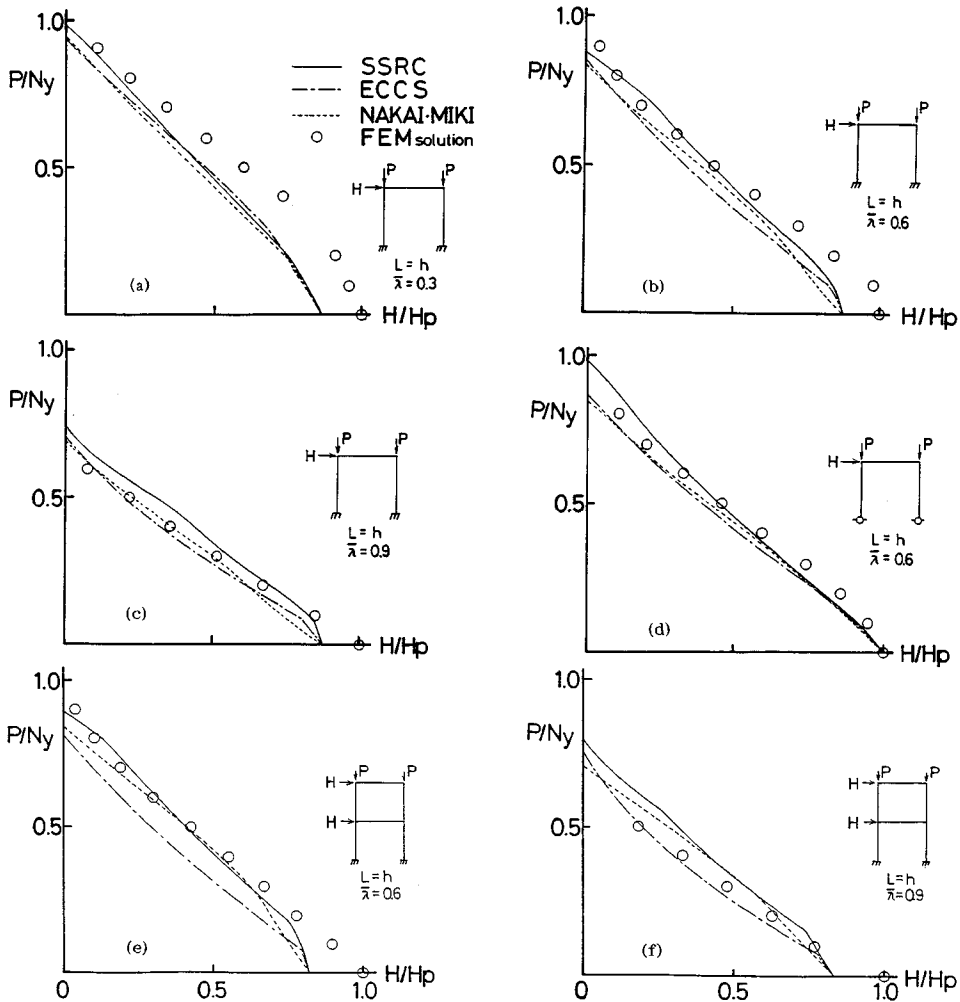 1.0
P/Ny
0.5
SSRC
ECCS
NAKAI·MIKI
FEM solution
H
P
P
L = h
λ̄ = 0.3
(a)
H/Hp
1.0
P/Ny
0.5
H
P
P
L = h
λ̄ = 0.6
(b)
H/Hp
1.0
P/Ny
0.5
H
P
P
L = h
λ̄ = 0.9
(c)
H/Hp
1.0
P/Ny
0.5
H
P
P
L = h
λ̄ = 0.6
(d)
H/Hp
1.0
P/Ny
0.5
H
P
P
H
L = h
λ̄ = 0.6
(e)
0
0.5
1.0
H/Hp
1.0
P/Ny
0.5
H
P
P
H
L = h
λ̄ = 0.9
(f)
0
0.5
1.0
H/Hp